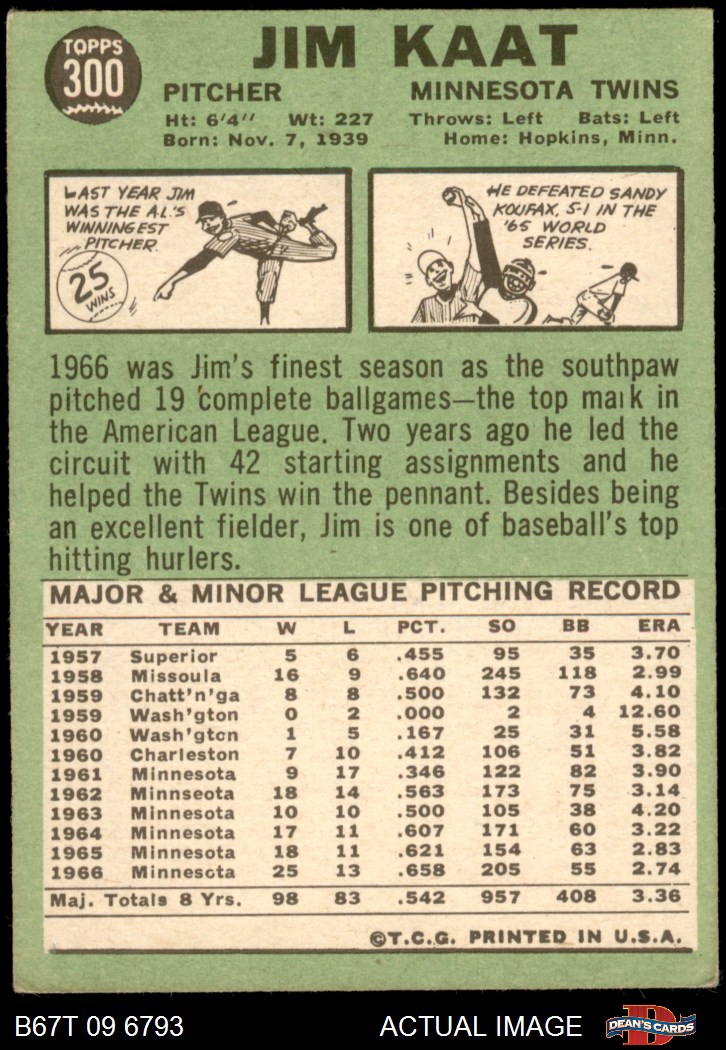 TOPPS
300
JIM KAAT
PITCHER MINNESOTA TWINS
Ht: 6'4" Wt: 227 Throws: Left Bats: Left
Born: Nov. 7, 1939 Home: Hopkins, Minn.
LAST YEAR JIM
WAS THE A.L.'S
WINNINGEST
PITCHER.
25
WINS
HE DEFEATED SANDY
KOUFAX, 5-1 IN THE
'65 WORLD
SERIES.
1966 was Jim's finest season as the southpaw
pitched 19 complete ballgames—the top mark in
the American League. Two years ago he led the
circuit with 42 starting assignments and he
helped the Twins win the pennant. Besides being
an excellent fielder, Jim is one of baseball's top
hitting hurlers.
MAJOR & MINOR LEAGUE PITCHING RECORD
YEAR TEAM W L PCT. SO BB ERA
1957 Superior 5 6 .455 95 35 3.70
1958 Missoula 16 9 .640 245 118 2.99
1959 Chatt'n'ga 8 8 .500 132 73 4.10
1959 Wash'gton 0 2 .000 2 4 12.60
1960 Wash'gton 1 5 .167 25 31 5.58
1960 Charleston 7 10 .412 106 51 3.82
1961 Minnesota 9 17 .346 122 82 3.90
1962 Minnseota 18 14 .563 173 75 3.14
1963 Minnesota 10 10 .500 105 38 4.20
1964 Minnesota 17 11 .607 171 60 3.22
1965 Minnesota 18 11 .621 154 63 2.83
1966 Minnesota 25 13 .658 205 55 2.74
Maj. Totals 8 Yrs. 98 83 .542 957 408 3.36
©T.C.G. PRINTED IN U.S.A.
B67T 09 6793 ACTUAL IMAGE D DEAN'S CARDS